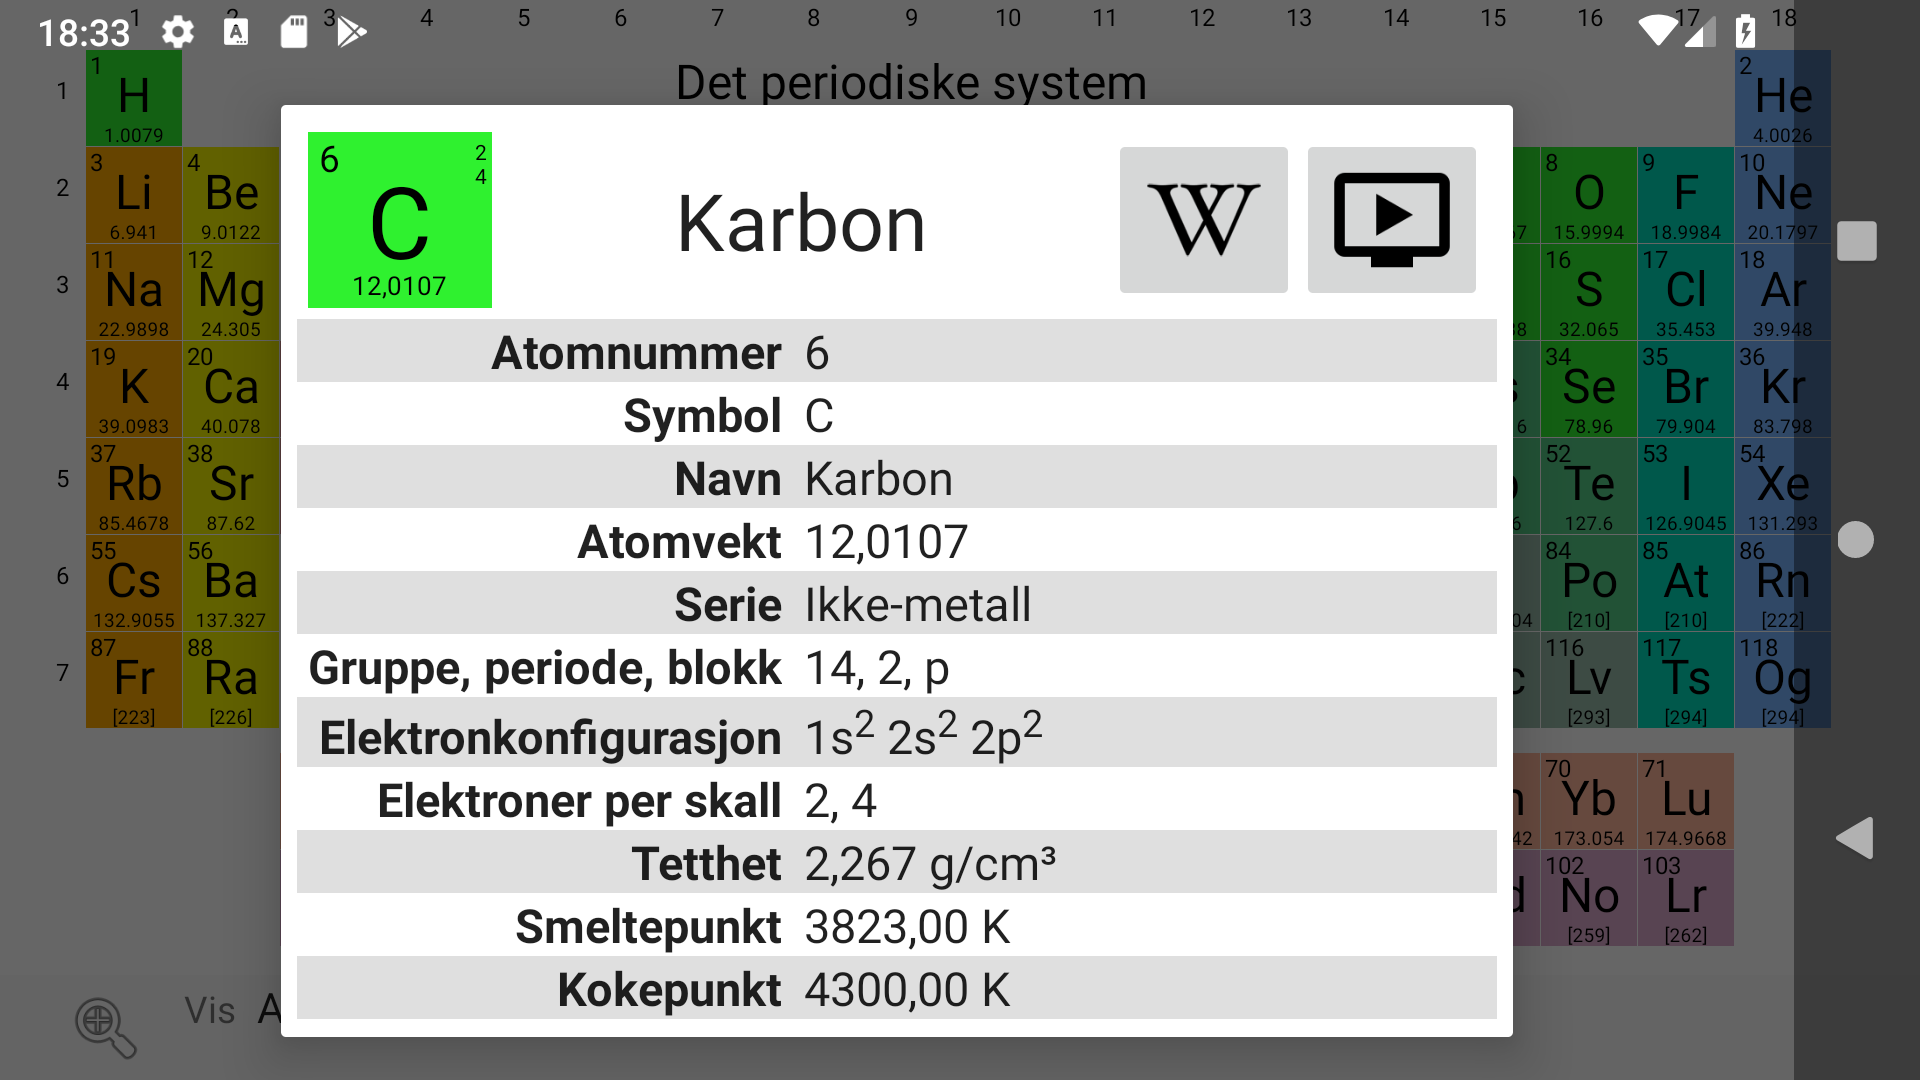 18:33
1 2 3 4 5 6 7 8 9 10 11 12 13 14 15 16 17 18
Det periodiske system
1
1 H 1.0079
2 He 4.0026
2
3 Li 6.941
4 Be 9.0122
8 O 15.9994
9 F 18.9984
10 Ne 20.1797
3
11 Na 22.9898
12 Mg 24.305
16 S 32.065
17 Cl 35.453
18 Ar 39.948
4
19 K 39.0983
20 Ca 40.078
34 Se 78.96
35 Br 79.904
36 Kr 83.798
5
37 Rb 85.4678
38 Sr 87.62
52 Te 127.6
53 I 126.9045
54 Xe 131.293
6
55 Cs 132.9055
56 Ba 137.327
84 Po [210]
85 At [210]
86 Rn [222]
7
87 Fr [223]
88 Ra [226]
116 Lv [293]
117 Ts [294]
118 Og [294]
70 Yb 173.054
71 Lu 174.9668
102 No [259]
103 Lr [262]
Vis
6 2
4
C
12,0107
Karbon
W
Atomnummer 6
Symbol C
Navn Karbon
Atomvekt 12,0107
Serie Ikke-metall
Gruppe, periode, blokk 14, 2, p
Elektronkonfigurasjon 1s² 2s² 2p²
Elektroner per skall 2, 4
Tetthet 2,267 g/cm³
Smeltepunkt 3823,00 K
Kokepunkt 4300,00 K